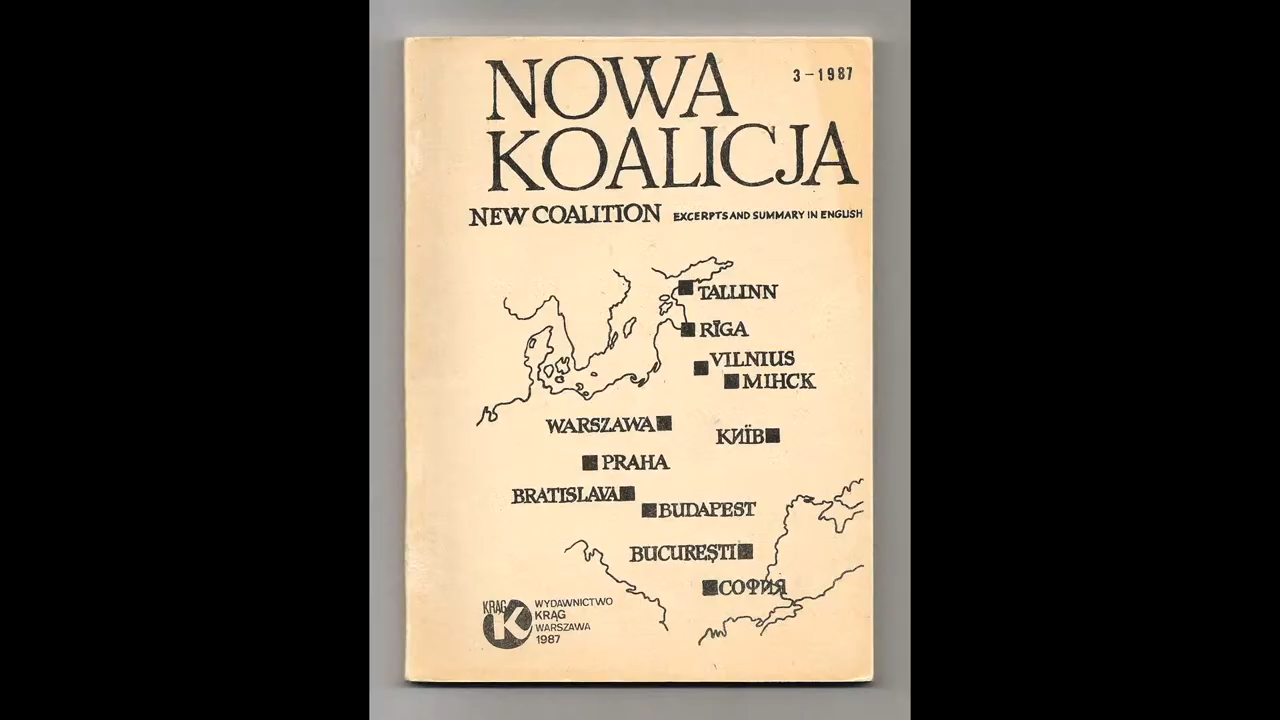 NOWA
3-1987
KOALICJA
NEW COALITION EXCERPTS AND SUMMARY IN ENGLISH
TALLINN
RĪGA
VILNIUS
МІНСК
WARSZAWA
КИЇВ
PRAHA
BRATISLAVA
BUDAPEST
BUCUREȘTI
СОФИЯ
KRĄG
K
WYDAWNICTWO
KRĄG
WARSZAWA
1987